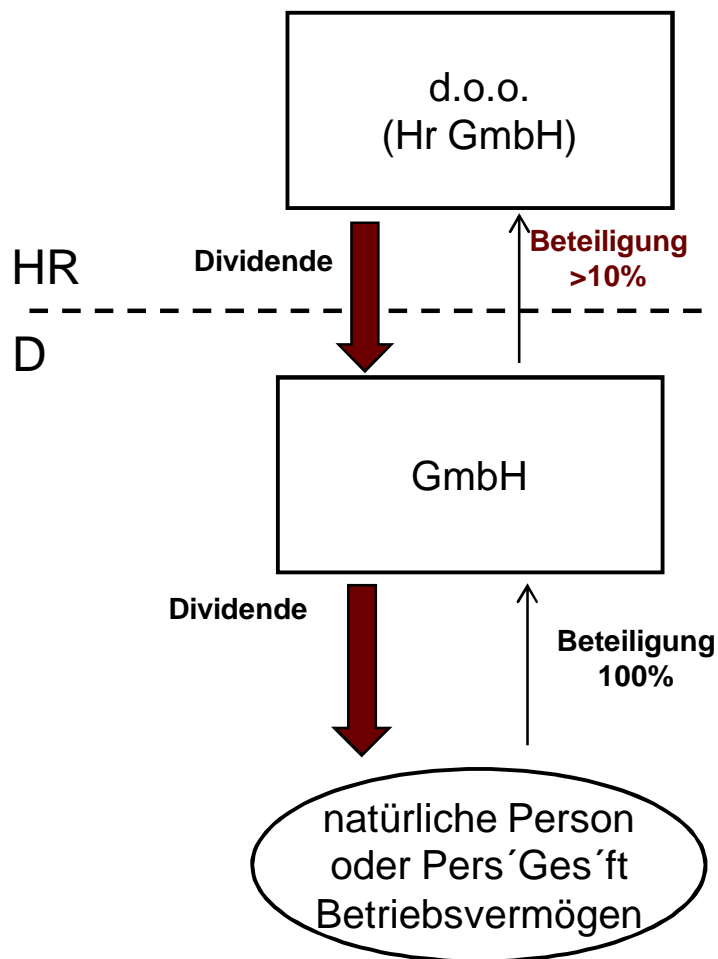 d.o.o.
(Hr GmbH)
HR
Dividende
Beteiligung
>10%
D
GmbH
Dividende
Beteiligung
100%
natürliche Person
oder Pers´Ges´ft
Betriebsvermögen